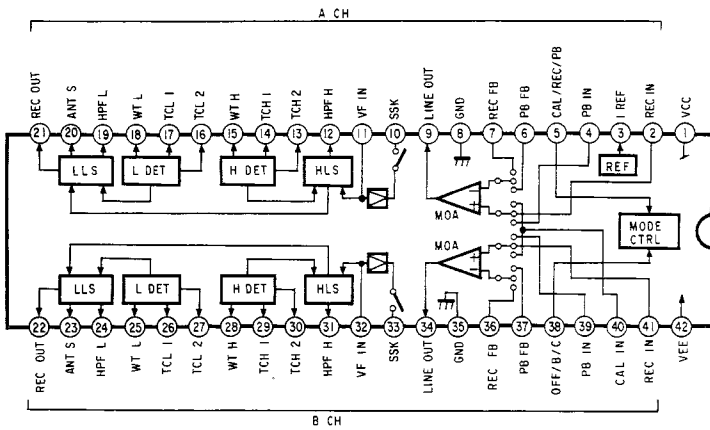 A CH
REC OUT
ANT S
HPF L
WT L
TCL 1
TCL 2
WT H
TCH 1
TCH 2
HPF H
VF IN
SSK
LINE OUT
GND
REC FB
PB FB
CAL/REC/PB
PB IN
I REF
REC IN
VCC
21 20 19 18 17 16 15 14 13 12 11 10 9 8 7 6 5 4 3 2 1
LLS
L DET
H DET
HLS
REF
MOA
− +
MODE
CTRL
MOA
+ −
LLS
L DET
H DET
HLS
22 23 24 25 26 27 28 29 30 31 32 33 34 35 36 37 38 39 40 41 42
REC OUT
ANT S
HPF L
WT L
TCL 1
TCL 2
WT H
TCH 1
TCH 2
HPF H
VF IN
SSK
LINE OUT
GND
REC FB
PB FB
OFF/B/C
PB IN
CAL IN
REC IN
VEE
B CH